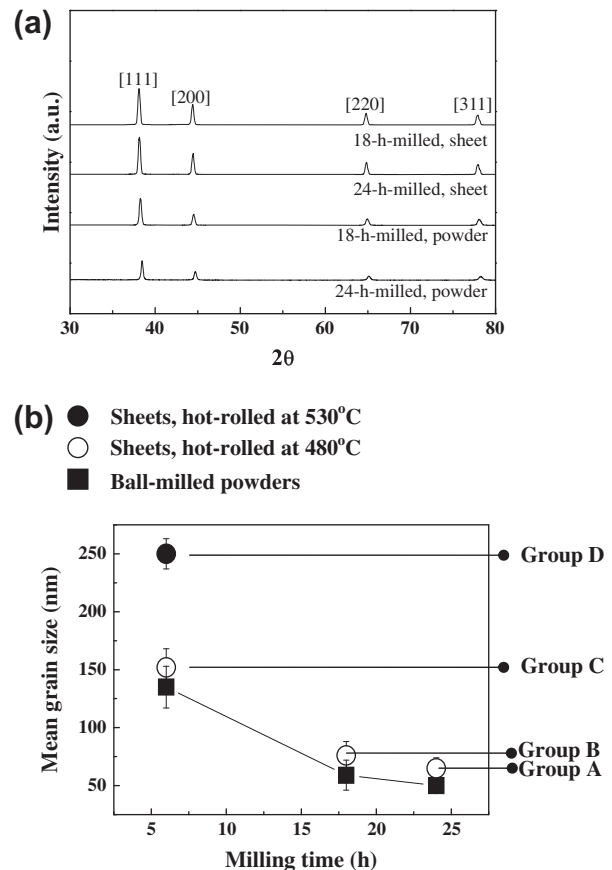 (a)
Intensity (a.u.)
[111]
[200]
[220]
[311]
18-h-milled, sheet
24-h-milled, sheet
18-h-milled, powder
24-h-milled, powder
30 40 50 60 70 80
2θ
(b)
Sheets, hot-rolled at 530°C
Sheets, hot-rolled at 480°C
Ball-milled powders
Mean grain size (nm)
250
200
150
100
50
Group D
Group C
Group B
Group A
5 10 15 20 25
Milling time (h)